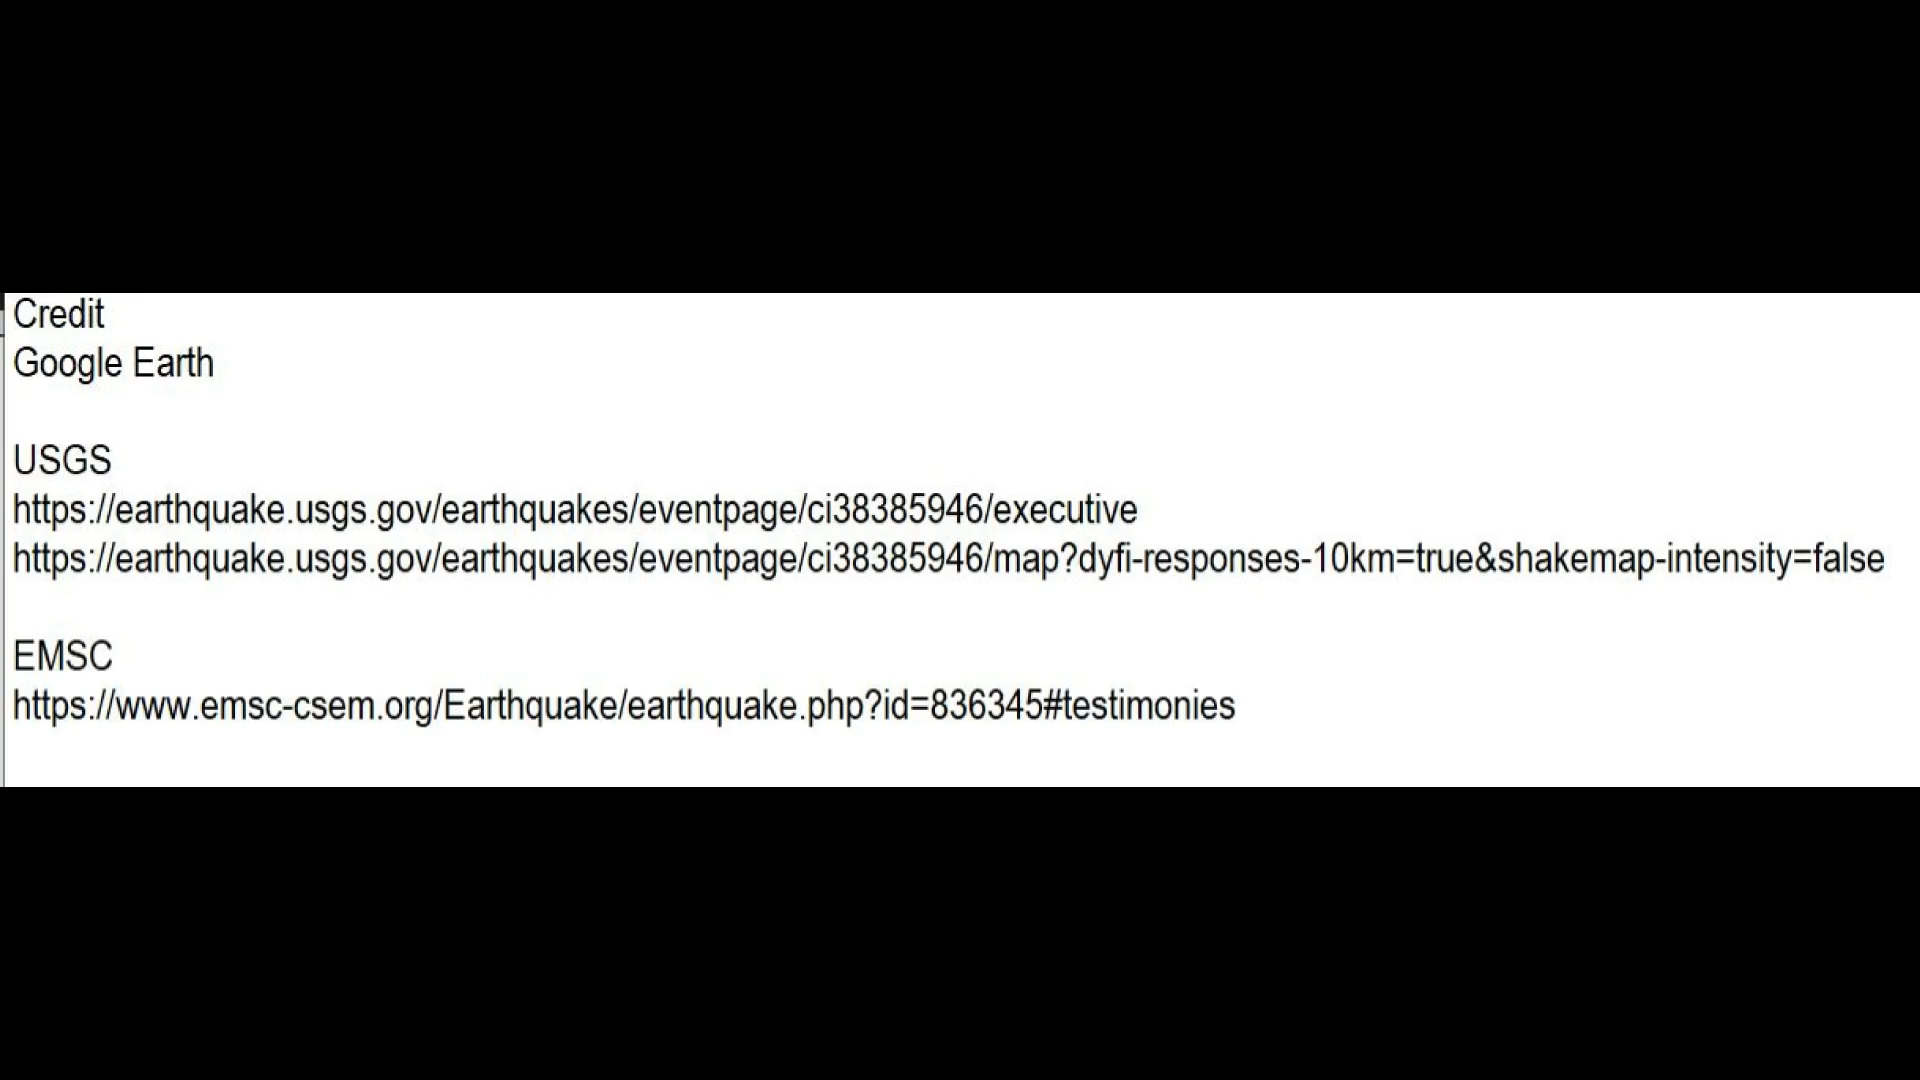 Credit
Google Earth
USGS
https://earthquake.usgs.gov/earthquakes/eventpage/ci38385946/executive
https://earthquake.usgs.gov/earthquakes/eventpage/ci38385946/map?dyfi-responses-10km=true&shakemap-intensity=false
EMSC
https://www.emsc-csem.org/Earthquake/earthquake.php?id=836345#testimonies